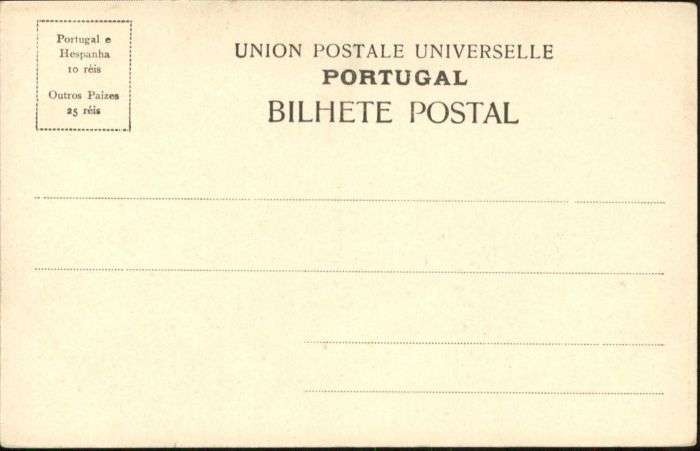 Portugal e
Hespanha
10 réis
Outros Paizes
25 réis
UNION POSTALE UNIVERSELLE
PORTUGAL
BILHETE POSTAL